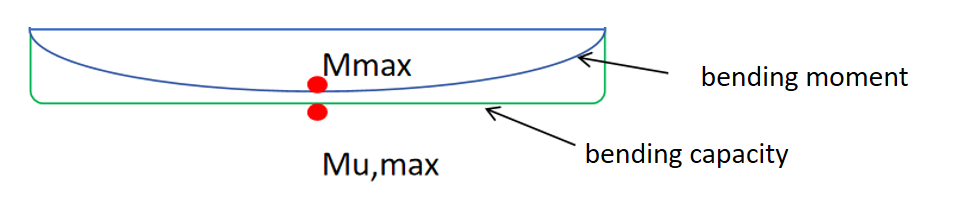 Mmax
bending moment
bending capacity
Mu,max